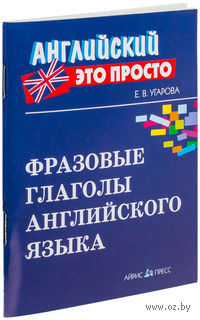 АНГЛИЙСКИЙ
ЭТО ПРОСТО
Е. В. УГАРОВА
ФРАЗОВЫЕ
ГЛАГОЛЫ
АНГЛИЙСКОГО
ЯЗЫКА
АЙРИС ПРЕСС
www.oz.by